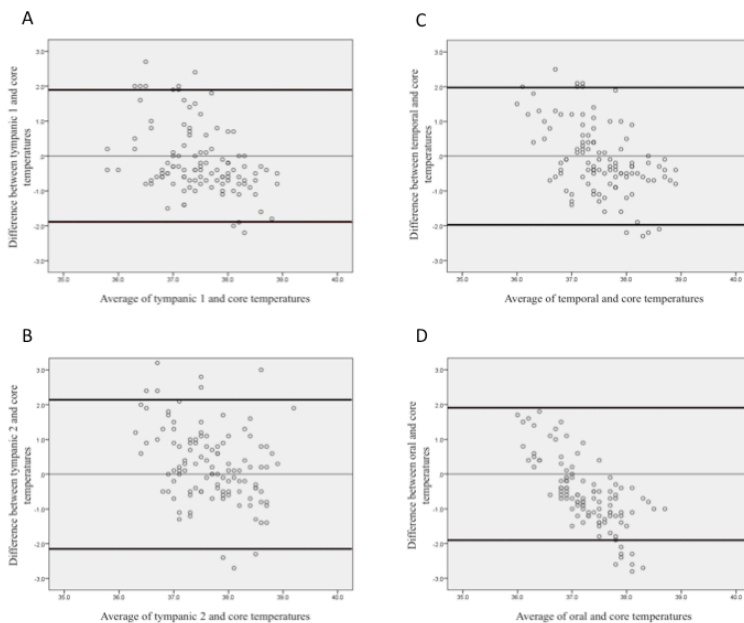 A
Difference between tympanic 1 and core
temperatures
3.0
2.0
1.0
0
-1.0
-2.0
-3.0
35.0 36.0 37.0 38.0 39.0 40.0
Average of tympanic 1 and core temperatures
C
Difference between temporal and core
temperatures
3.0
2.0
1.0
0
-1.0
-2.0
-3.0
35.0 36.0 37.0 38.0 39.0 40.0
Average of temporal and core temperatures
B
Difference between tympanic 2 and core
temperatures
3.0
2.0
1.0
0
-1.0
-2.0
-3.0
35.0 36.0 37.0 38.0 39.0 40.0
Average of tympanic 2 and core temperatures
D
Difference between oral and core
temperatures
3.0
2.0
1.0
0
-1.0
-2.0
-3.0
35.0 36.0 37.0 38.0 39.0 40.0
Average of oral and core temperatures